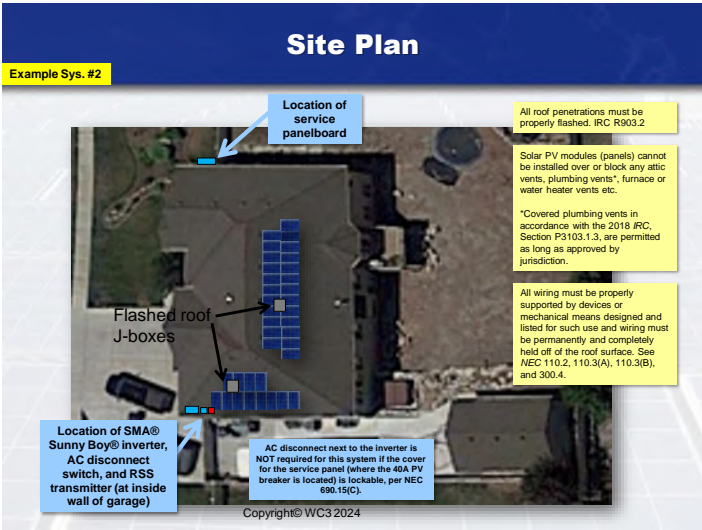 Site Plan
Example Sys. #2
Location of
service
panelboard
All roof penetrations must be
properly flashed. IRC R903.2
Solar PV modules (panels) cannot
be installed over or block any attic
vents, plumbing vents*, furnace or
water heater vents etc.
*Covered plumbing vents in
accordance with the 2018 IRC,
Section P3103.1.3, are permitted
as long as approved by
jurisdiction.
All wiring must be properly
supported by devices or
mechanical means designed and
listed for such use and wiring must
be permanently and completely
held off of the roof surface. See
NEC 110.2, 110.3(A), 110.3(B),
and 300.4.
Flashed roof
J-boxes
Location of SMA®
Sunny Boy® inverter,
AC disconnect
switch, and RSS
transmitter (at inside
wall of garage)
AC disconnect next to the inverter is
NOT required for this system if the cover
for the service panel (where the 40A PV
breaker is located) is lockable, per NEC
690.15(C).
Copyright© WC3 2024